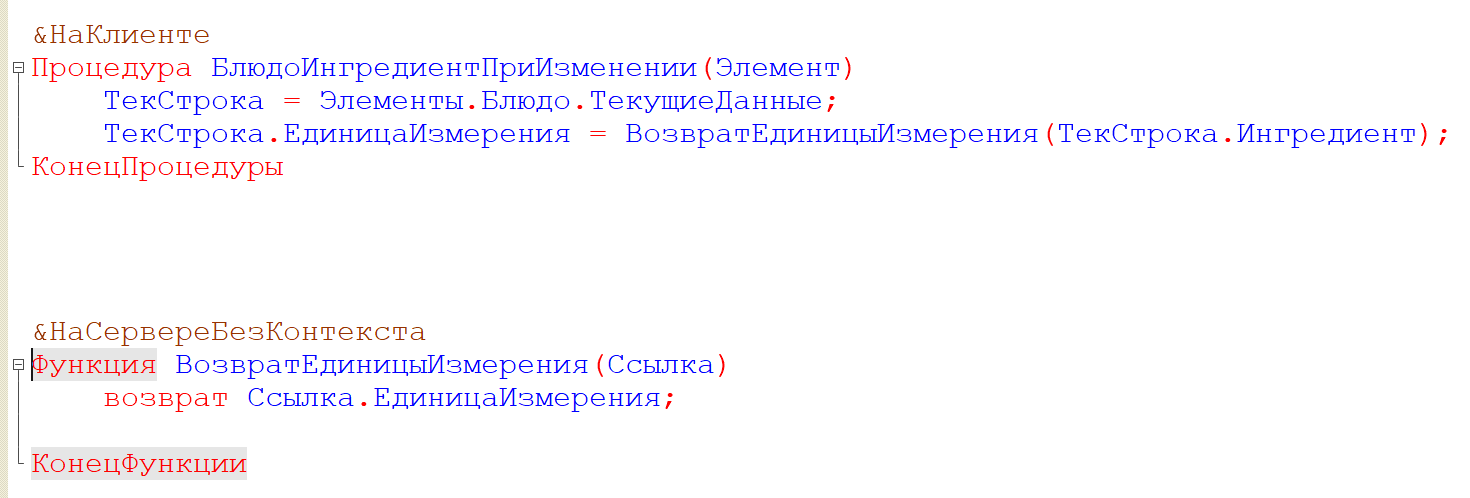 &НаКлиенте
Процедура БлюдоИнгредиентПриИзменении(Элемент)
ТекСтрока = Элементы.Блюдо.ТекущиеДанные;
ТекСтрока.ЕдиницаИзмерения = ВозвратЕдиницыИзмерения(ТекСтрока.Ингредиент);
КонецПроцедуры
&НаСервереБезКонтекста
Функция ВозвратЕдиницыИзмерения(Ссылка)
возврат Ссылка.ЕдиницаИзмерения;
КонецФункции